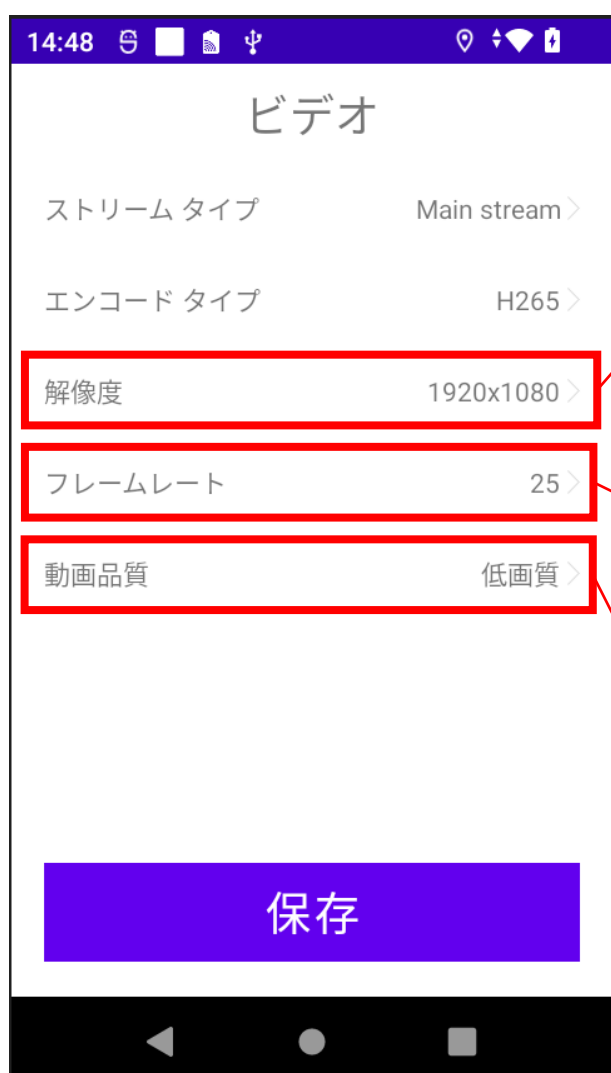 14:48
ビデオ
ストリーム タイプ Main stream
エンコード タイプ H265
解像度 1920x1080
フレームレート 25
動画品質 低画質
保存